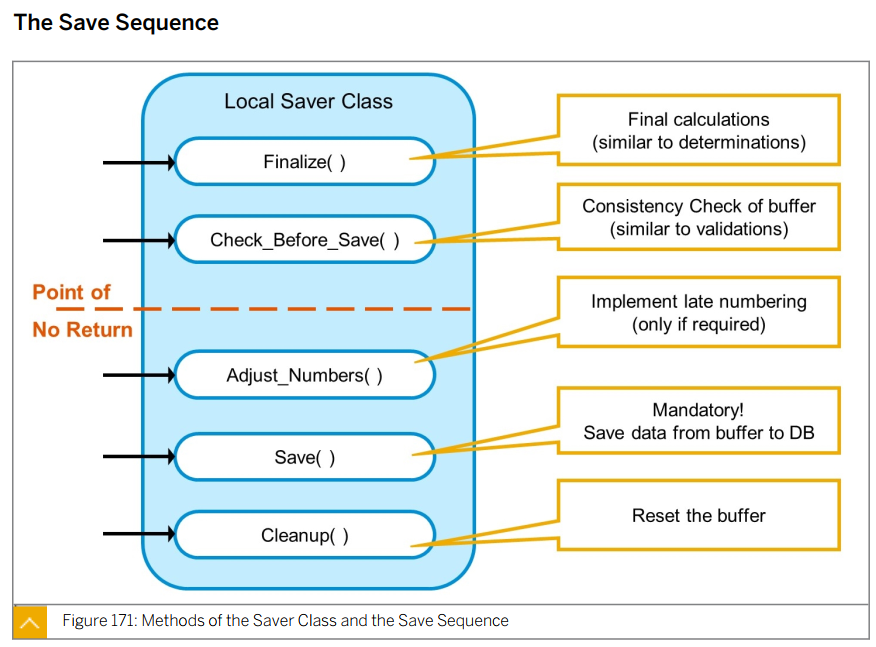 The Save Sequence
Local Saver Class
Finalize( )
Final calculations
(similar to determinations)
Check_Before_Save( )
Consistency Check of buffer
(similar to validations)
Point of
No Return
Adjust_Numbers( )
Implement late numbering
(only if required)
Save( )
Mandatory!
Save data from buffer to DB
Cleanup( )
Reset the buffer
Figure 171: Methods of the Saver Class and the Save Sequence